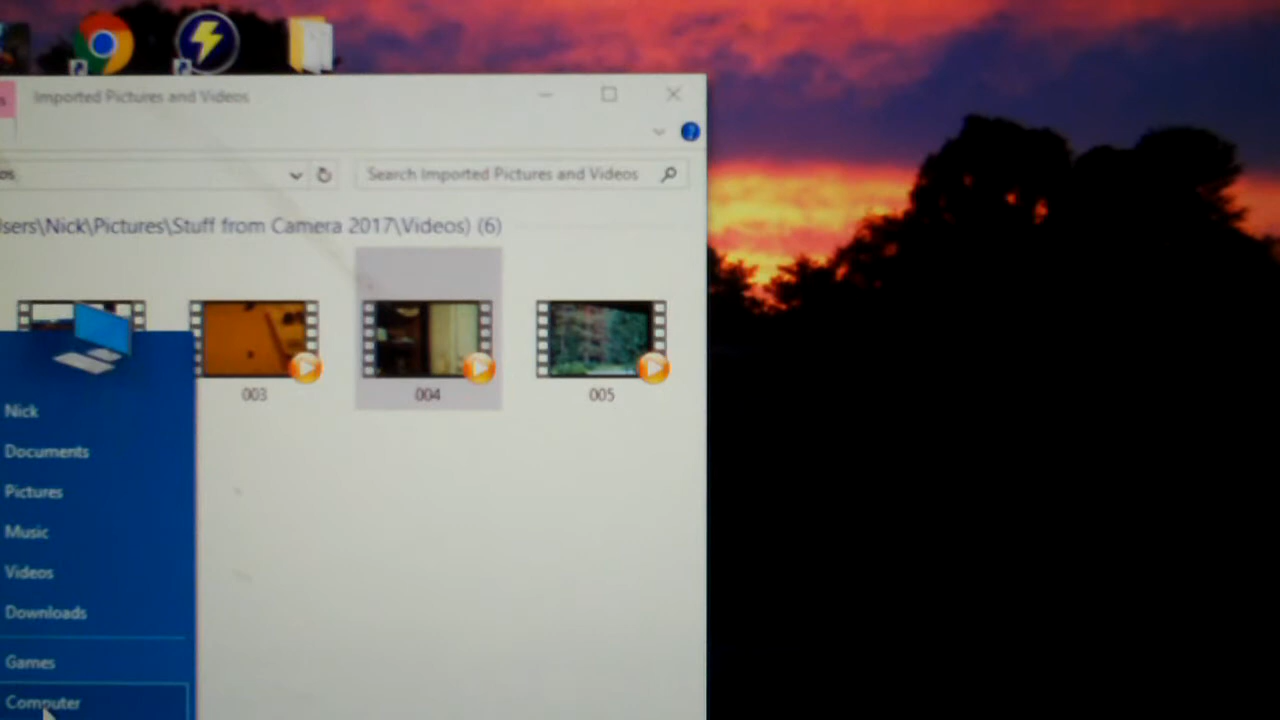 Imported Pictures and Videos
os
Search Imported Pictures and Videos
sers\Nick\Pictures\Stuff from Camera 2017\Videos) (6)
003
004
005
Nick
Documents
Pictures
Music
Videos
Downloads
Games
Computer